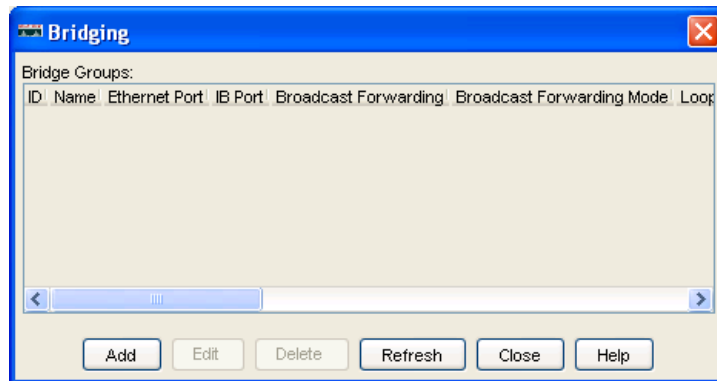 Bridging
Bridge Groups:
ID Name Ethernet Port IB Port Broadcast Forwarding Broadcast Forwarding Mode Loop
Add Edit Delete Refresh Close Help